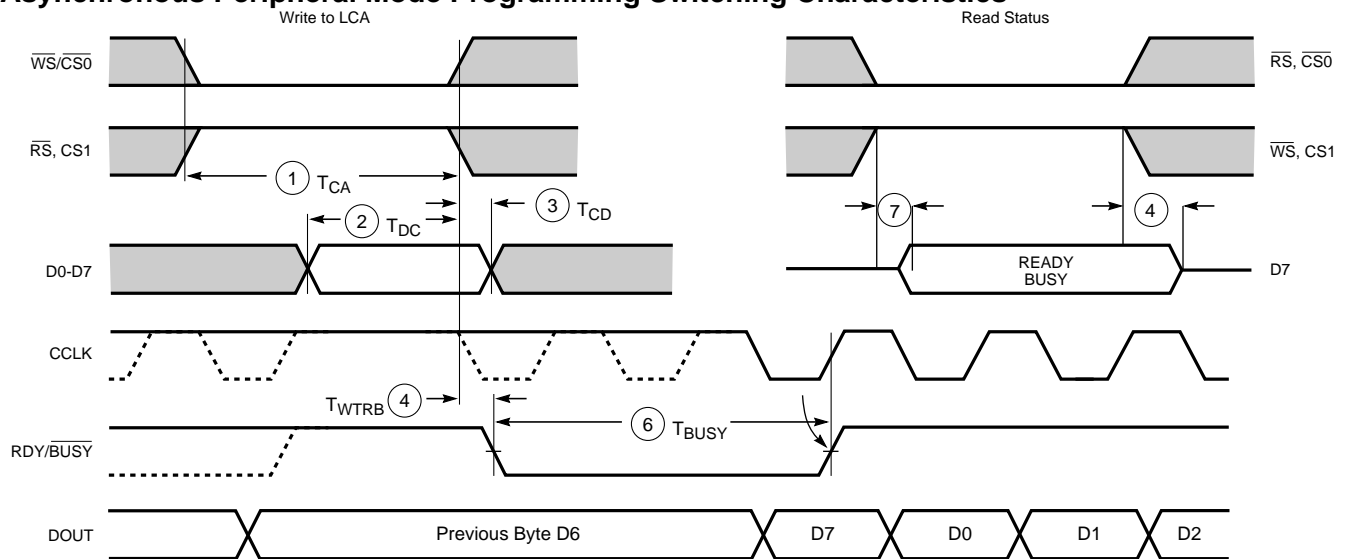 Asynchronous Peripheral Mode Programming Switching Characteristics
Write to LCA
Read Status
WS/CS0
RS, CS0
RS, CS1
WS, CS1
1 TCA
2 TDC
3 TCD
7
4
D0-D7
READY
BUSY
D7
CCLK
TWTRB 4
6 TBUSY
RDY/BUSY
DOUT
Previous Byte D6
D7
D0
D1
D2